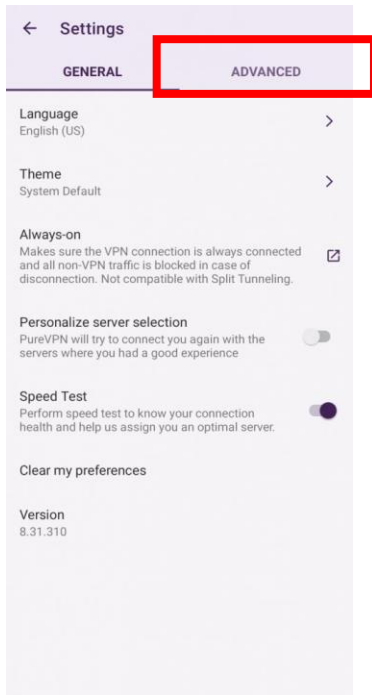 Settings
GENERAL ADVANCED
Language
English (US)
Theme
System Default
Always-on
Makes sure the VPN connection is always connected
and all non-VPN traffic is blocked in case of
disconnection. Not compatible with Split Tunneling.
Personalize server selection
PureVPN will try to connect you again with the
servers where you had a good experience
Speed Test
Perform speed test to know your connection
health and help us assign you an optimal server.
Clear my preferences
Version
8.31.310